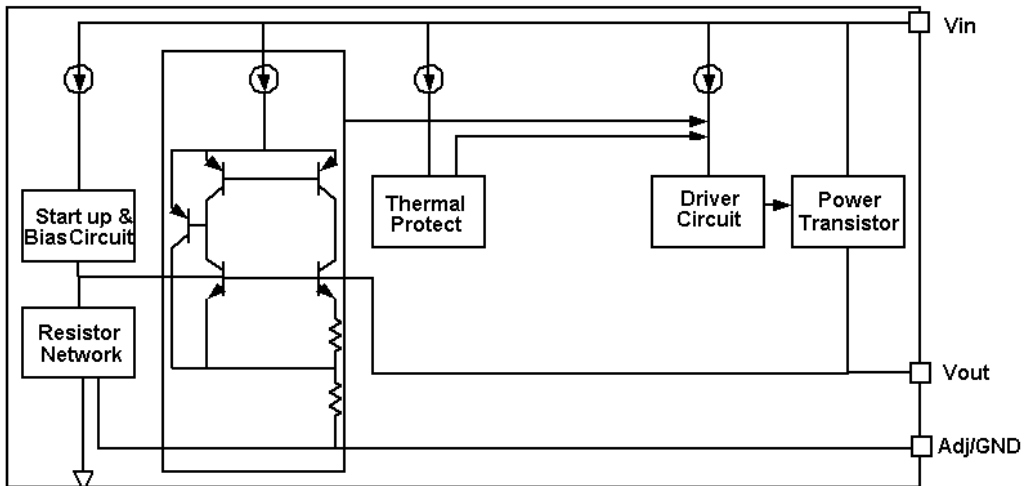 Vin
Start up &
Bias Circuit
Thermal
Protect
Driver
Circuit
Power
Transistor
Resistor
Network
Vout
Adj/GND